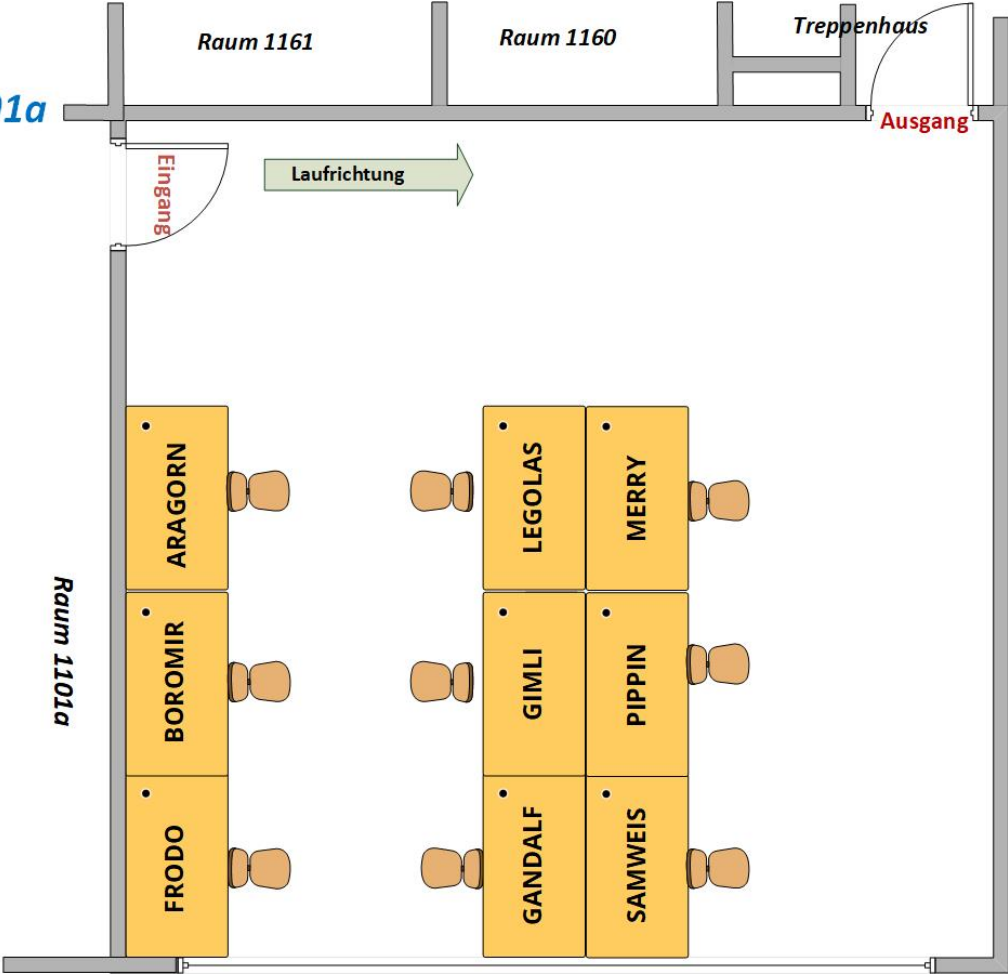 Raum 1161
Raum 1160
Treppenhaus
1a
Ausgang
Eingang
Laufrichtung
ARAGORN
LEGOLAS
MERRY
Raum 1101a
BOROMIR
GIMLI
PIPPIN
FRODO
GANDALF
SAMWEIS